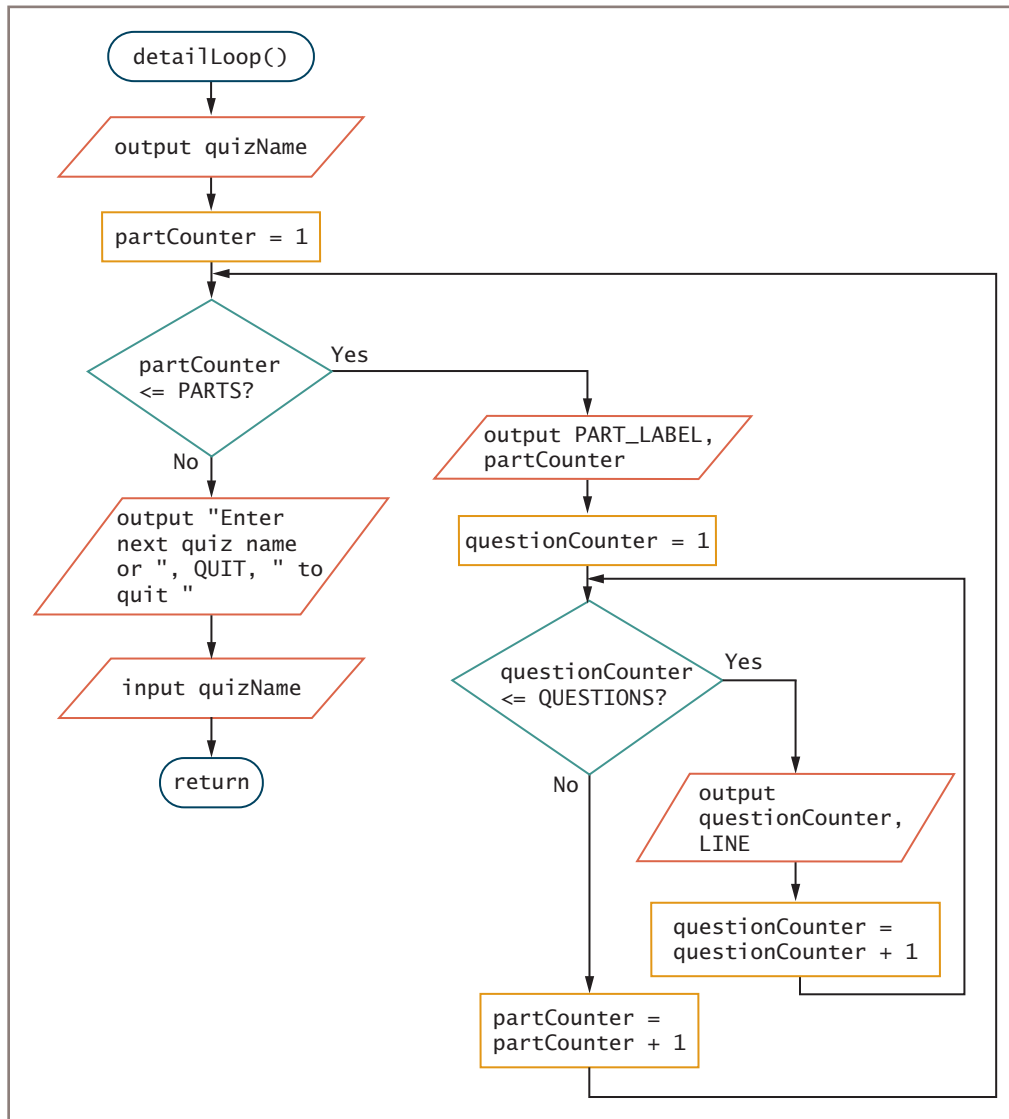 detailLoop()
output quizName
partCounter = 1
partCounter
<= PARTS?
Yes
No
output "Enter
next quiz name
or ", QUIT, " to
quit "
input quizName
return
output PART_LABEL,
partCounter
questionCounter = 1
questionCounter
<= QUESTIONS?
Yes
No
output
questionCounter,
LINE
questionCounter =
questionCounter + 1
partCounter =
partCounter + 1